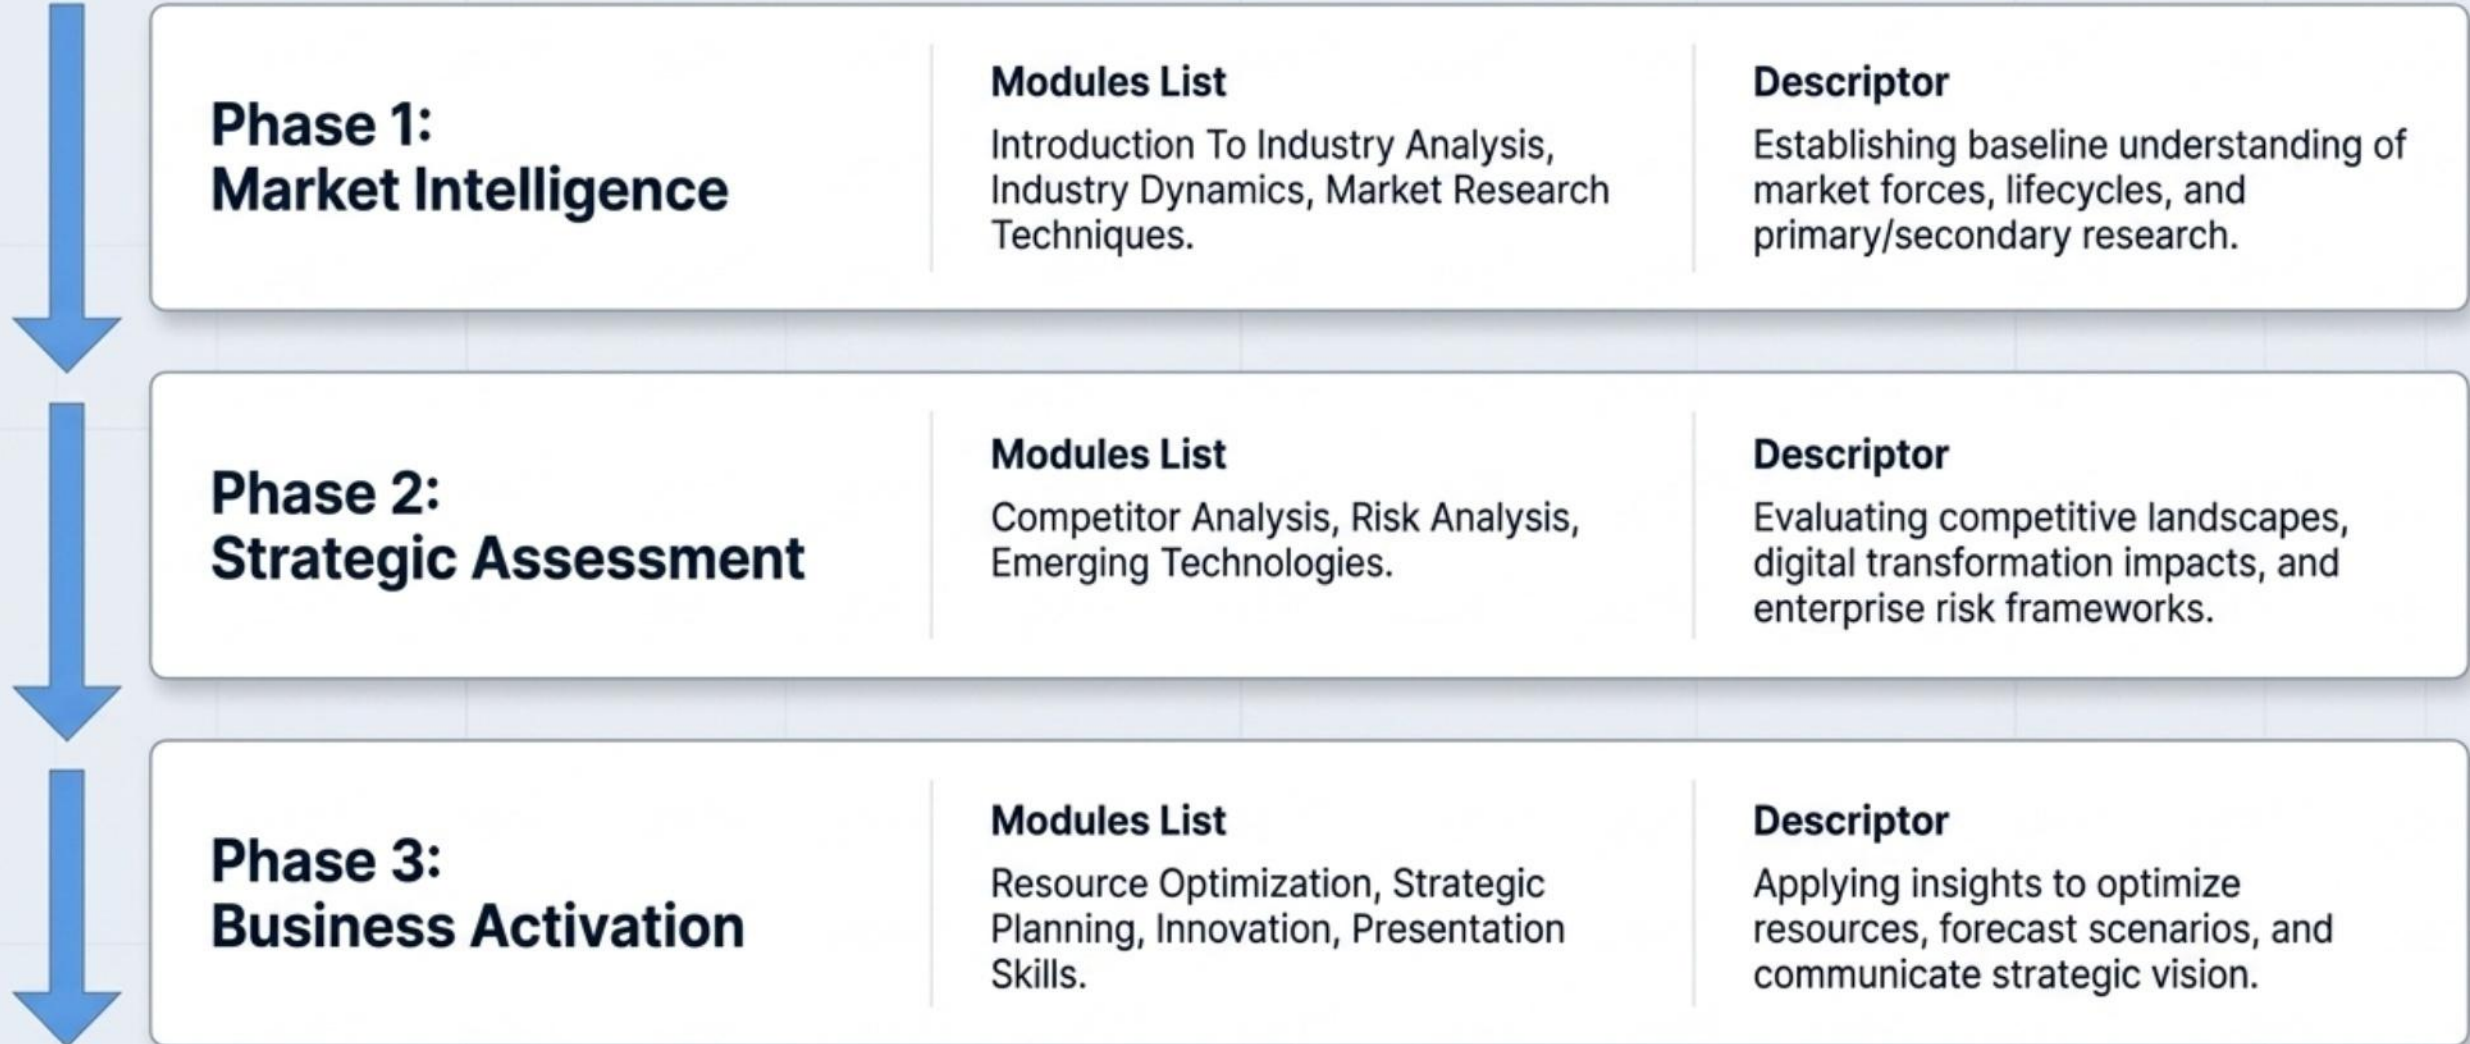 Phase 1:
Market Intelligence
Modules List
Introduction To Industry Analysis,
Industry Dynamics, Market Research
Techniques.
Descriptor
Establishing baseline understanding of
market forces, lifecycles, and
primary/secondary research.
Phase 2:
Strategic Assessment
Modules List
Competitor Analysis, Risk Analysis,
Emerging Technologies.
Descriptor
Evaluating competitive landscapes,
digital transformation impacts, and
enterprise risk frameworks.
Phase 3:
Business Activation
Modules List
Resource Optimization, Strategic
Planning, Innovation, Presentation
Skills.
Descriptor
Applying insights to optimize
resources, forecast scenarios, and
communicate strategic vision.